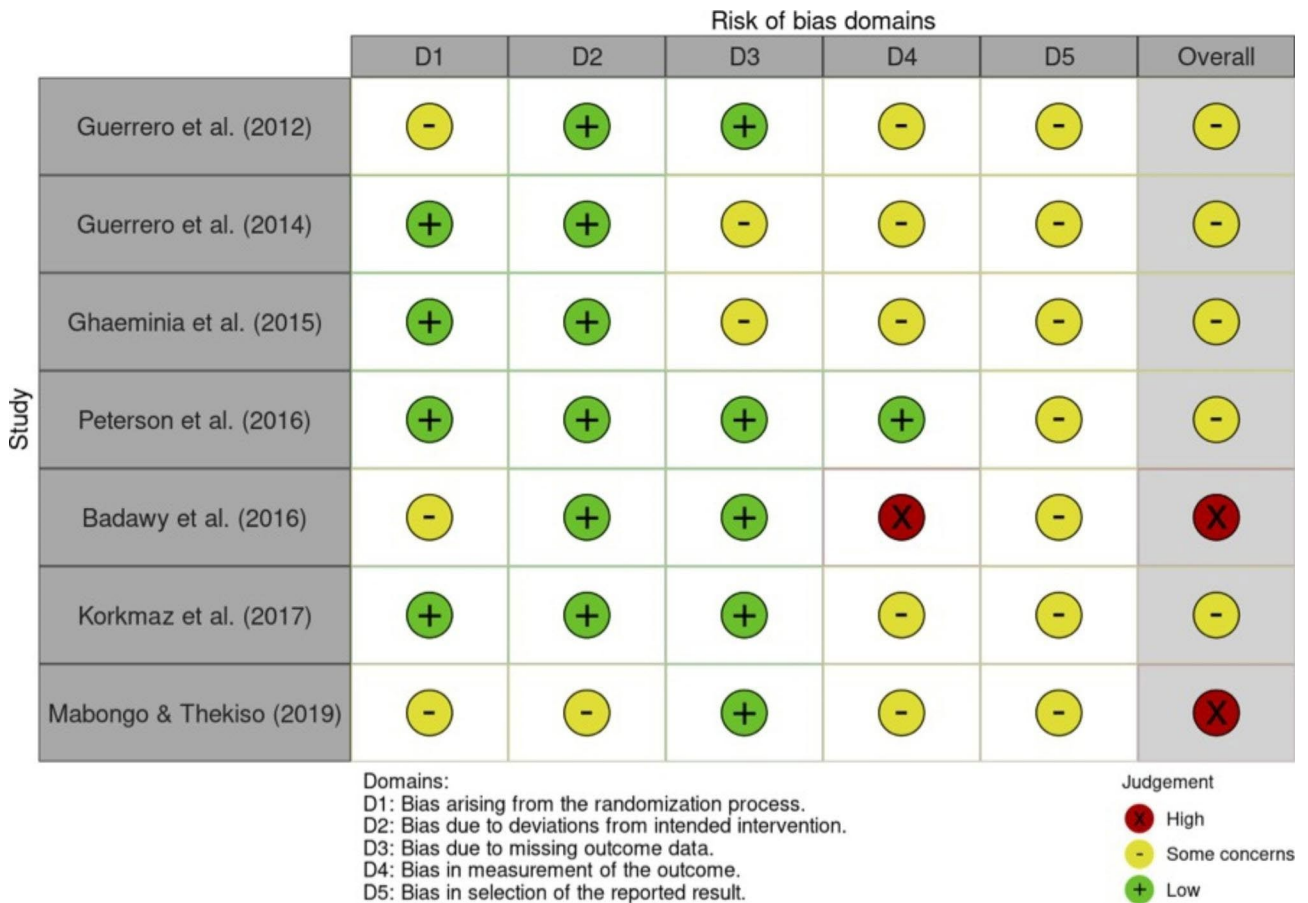 Risk of bias domains
D1 D2 D3 D4 D5 Overall
Study
Guerrero et al. (2012) - + + - - -
Guerrero et al. (2014) + + - - - -
Ghaeminia et al. (2015) + + - - - -
Peterson et al. (2016) + + + + - -
Badawy et al. (2016) - + + X - X
Korkmaz et al. (2017) + + + - - -
Mabongo & Thekiso (2019) - - + - - X
Domains:
D1: Bias arising from the randomization process.
D2: Bias due to deviations from intended intervention.
D3: Bias due to missing outcome data.
D4: Bias in measurement of the outcome.
D5: Bias in selection of the reported result.
Judgement
X High
- Some concerns
+ Low